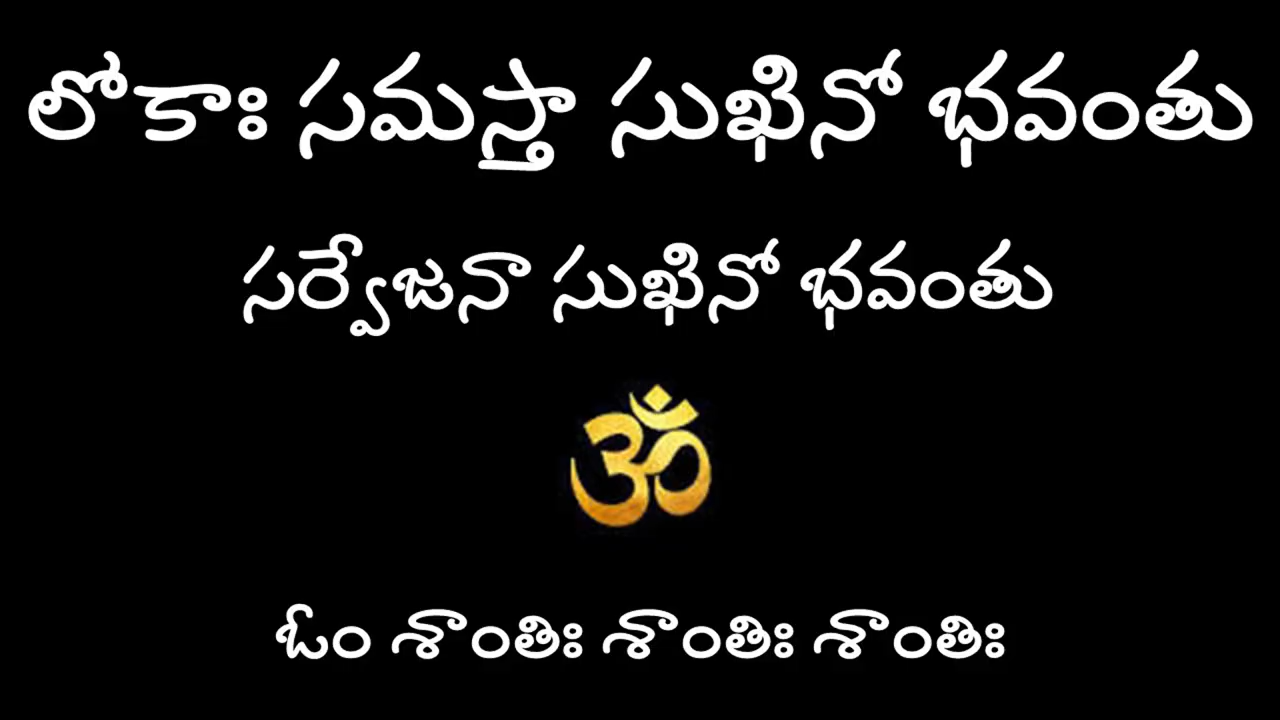 లోకాః సమస్తా సుఖినో భవంతు
సర్వేజనా సుఖినో భవంతు
ॐ
ఓం శాంతిః శాంతిః శాంతిః